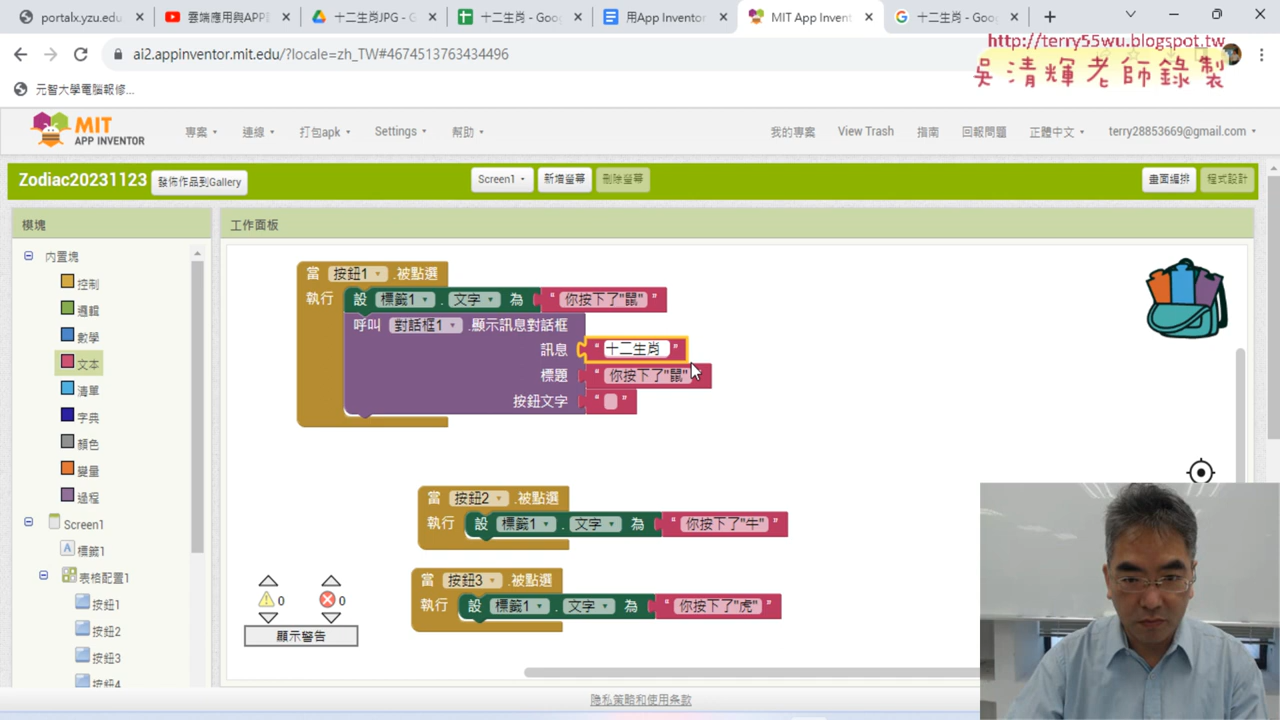 portalx.yzu.edu
雲端應用與APP
十二生肖JPG - G
十二生肖 - Goog
用App Inventor
MIT App Invent
十二生肖 - Goog
ai2.appinventor.mit.edu/?locale=zh_TW#4674513763434496
http://terry55wu.blogspot.tw
吳清輝老師錄製
元智大學電腦報修...
MIT
APP INVENTOR
專案
連線
打包apk
Settings
幫助
我的專案
View Trash
指南
回報問題
正體中文
terry28853669@gmail.com
Zodiac20231123
發佈作品到Gallery
Screen1
新增螢幕
刪除螢幕
畫面編排
程式設計
模塊
工作面板
內置塊
控制
邏輯
數學
文本
清單
字典
顏色
變量
過程
Screen1
標籤1
表格配置1
按鈕1
按鈕2
按鈕3
按鈕4
當 按鈕1 .被點選
執行 設 標籤1 . 文字 為 “ 你按下了"鼠" ”
呼叫 對話框1 .顯示訊息對話框
訊息 “ 十二生肖 ”
標題 “ 你按下了"鼠"
按鈕文字 “ ”
當 按鈕2 .被點選
執行 設 標籤1 . 文字 為 “ 你按下了"牛" ”
當 按鈕3 .被點選
執行 設 標籤1 . 文字 為 “ 你按下了"虎" ”
0
0
顯示警告
隐私策略和使用条款